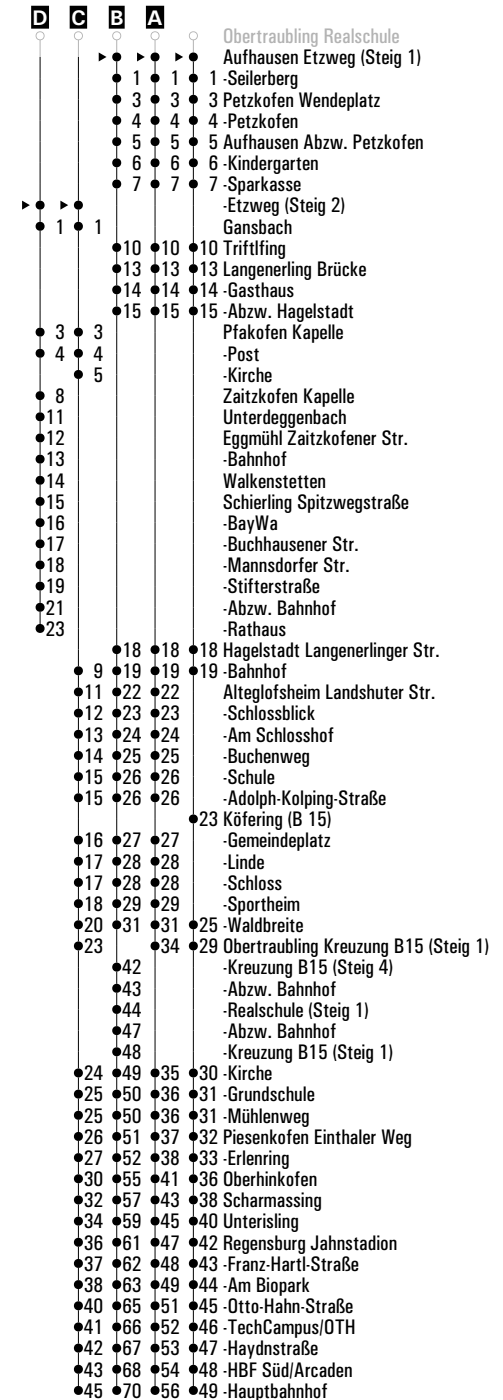 D C B A
Obertraubling Realschule
Aufhausen Etzweg (Steig 1)
1 1 1 -Seilerberg
3 3 3 Petzkofen Wendeplatz
4 4 4 -Petzkofen
5 5 5 Aufhausen Abzw. Petzkofen
6 6 6 -Kindergarten
7 7 7 -Sparkasse
-Etzweg (Steig 2)
1 1 Gansbach
10 10 10 Triftlfing
13 13 13 Langenerling Brücke
14 14 14 -Gasthaus
15 15 15 -Abzw. Hagelstadt
3 3 Pfakofen Kapelle
4 4 -Post
5 -Kirche
8 Zaitzkofen Kapelle
11 Unterdeggenbach
12 Eggmühl Zaitzkofener Str.
13 -Bahnhof
14 Walkenstetten
15 Schierling Spitzwegstraße
16 -BayWa
17 -Buchhausener Str.
18 -Mannsdorfer Str.
19 -Stifterstraße
21 -Abzw. Bahnhof
23 -Rathaus
18 18 18 Hagelstadt Langenerlinger Str.
9 19 19 19 -Bahnhof
11 22 22 Alteglofsheim Landshuter Str.
12 23 23 -Schlossblick
13 24 24 -Am Schlosshof
14 25 25 -Buchenweg
15 26 26 -Schule
15 26 26 -Adolph-Kolping-Straße
23 Köfering (B 15)
16 27 27 -Gemeindeplatz
17 28 28 -Linde
17 28 28 -Schloss
18 29 29 -Sportheim
20 31 31 25 -Waldbreite
23 34 29 Obertraubling Kreuzung B15 (Steig 1)
42 -Kreuzung B15 (Steig 4)
43 -Abzw. Bahnhof
44 -Realschule (Steig 1)
47 -Abzw. Bahnhof
48 -Kreuzung B15 (Steig 1)
24 49 35 30 -Kirche
25 50 36 31 -Grundschule
25 50 36 31 -Mühlenweg
26 51 37 32 Piesenkofen Einthaler Weg
27 52 38 33 -Erlenring
30 55 41 36 Oberhinkofen
32 57 43 38 Scharmassing
34 59 45 40 Unterisling
36 61 47 42 Regensburg Jahnstadion
37 62 48 43 -Franz-Hartl-Straße
38 63 49 44 -Am Biopark
40 65 51 45 -Otto-Hahn-Straße
41 66 52 46 -TechCampus/OTH
42 67 53 47 -Haydnstraße
43 68 54 48 -HBF Süd/Arcaden
45 70 56 49 -Hauptbahnhof